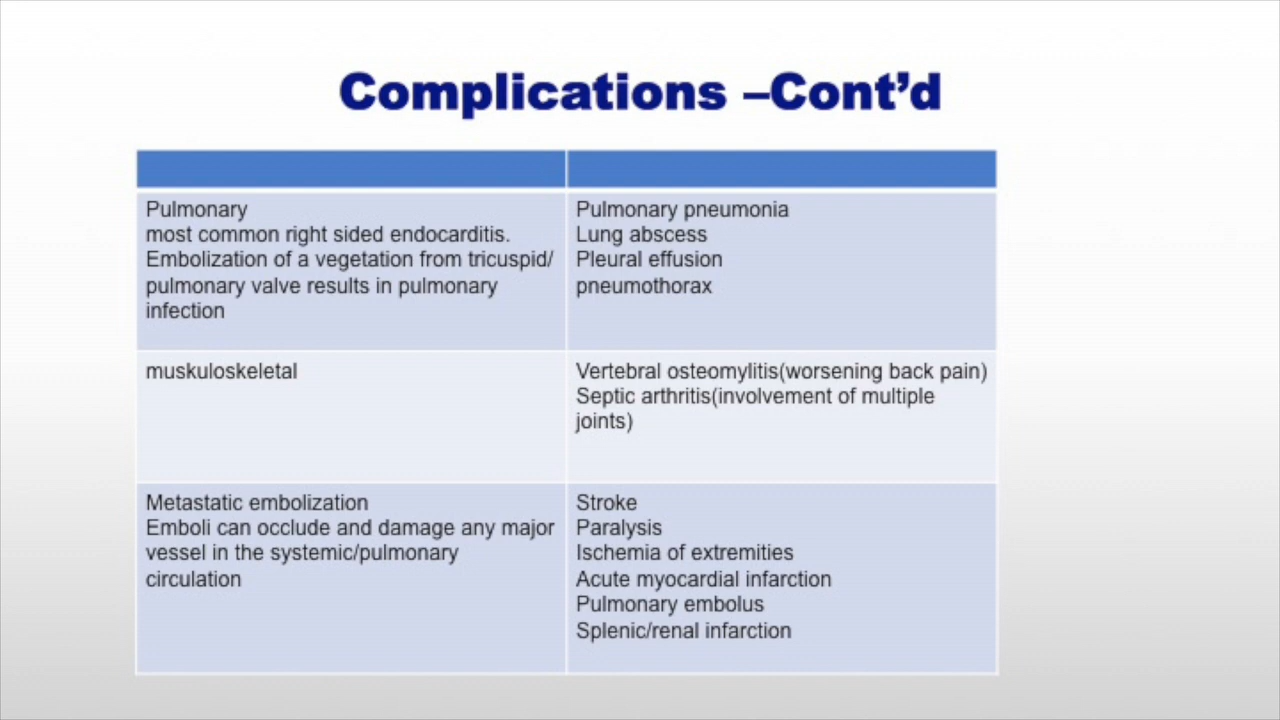 Complications –Cont’d
Pulmonary
most common right sided endocarditis.
Embolization of a vegetation from tricuspid/
pulmonary valve results in pulmonary
infection
Pulmonary pneumonia
Lung abscess
Pleural effusion
pneumothorax
muskuloskeletal
Vertebral osteomylitis(worsening back pain)
Septic arthritis(involvement of multiple
joints)
Metastatic embolization
Emboli can occlude and damage any major
vessel in the systemic/pulmonary
circulation
Stroke
Paralysis
Ischemia of extremities
Acute myocardial infarction
Pulmonary embolus
Splenic/renal infarction